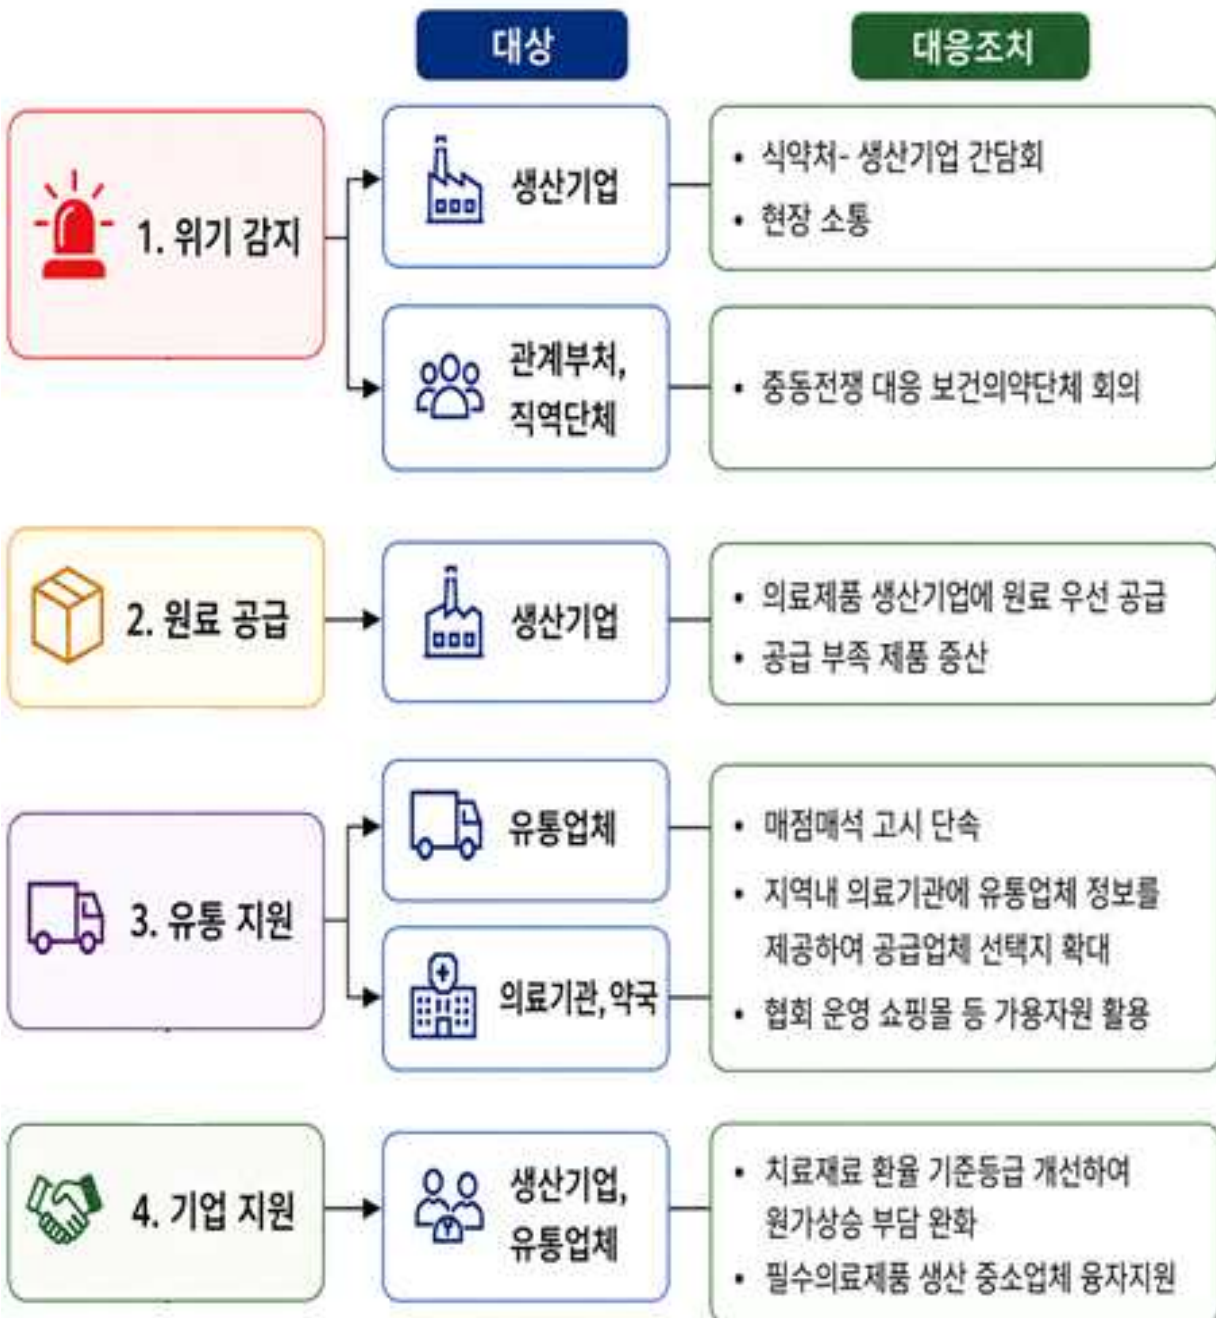 대상
대응조치
1. 위기 감지
생산기업
• 식약처- 생산기업 간담회
• 현장 소통
관계부처,
직역단체
• 중동전쟁 대응 보건의약단체 회의
2. 원료 공급
생산기업
• 의료제품 생산기업에 원료 우선 공급
• 공급 부족 제품 증산
3. 유통 지원
유통업체
의료기관, 약국
• 매점매석 고시 단속
• 지역내 의료기관에 유통업체 정보를
제공하여 공급업체 선택지 확대
• 협회 운영 쇼핑몰 등 가용자원 활용
4. 기업 지원
생산기업,
유통업체
• 치료재료 환율 기준등급 개선하여
원가상승 부담 완화
• 필수의료제품 생산 중소업체 융자지원